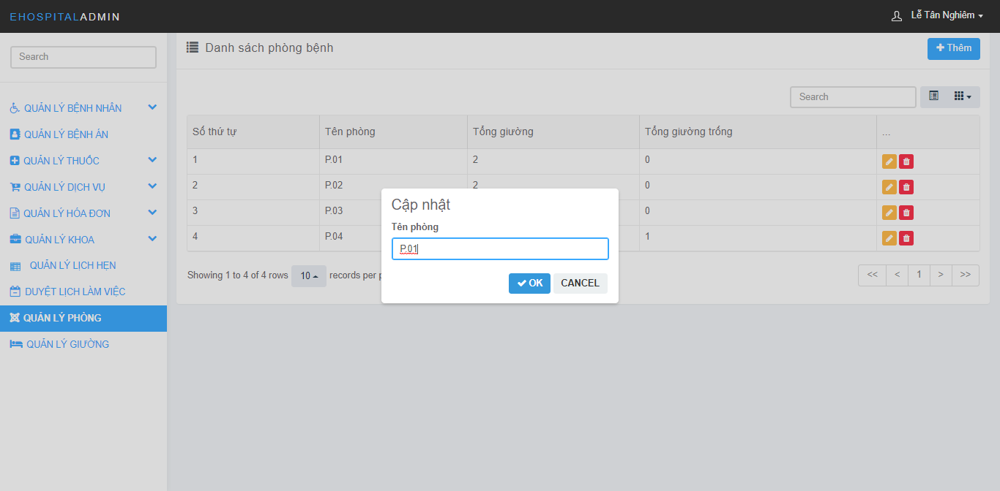 EHOSPITALADMIN
Lễ Tân Nghiêm
Search
QUẢN LÝ BỆNH NHÂN
QUẢN LÝ BỆNH ÁN
QUẢN LÝ THUỐC
QUẢN LÝ DỊCH VỤ
QUẢN LÝ HÓA ĐƠN
QUẢN LÝ KHOA
QUẢN LÝ LỊCH HẸN
DUYỆT LỊCH LÀM VIỆC
QUẢN LÝ PHÒNG
QUẢN LÝ GIƯỜNG
Danh sách phòng bệnh
Thêm
Search
Số thứ tự Tên phòng Tổng giường Tổng giường trống ...
1 P.01 2 0
2 P.02 2 0
3 P.03 0
4 P.04 1
Showing 1 to 4 of 4 rows 10 records per
<< < 1 > >>
Cập nhật
Tên phòng
P.01
OK CANCEL